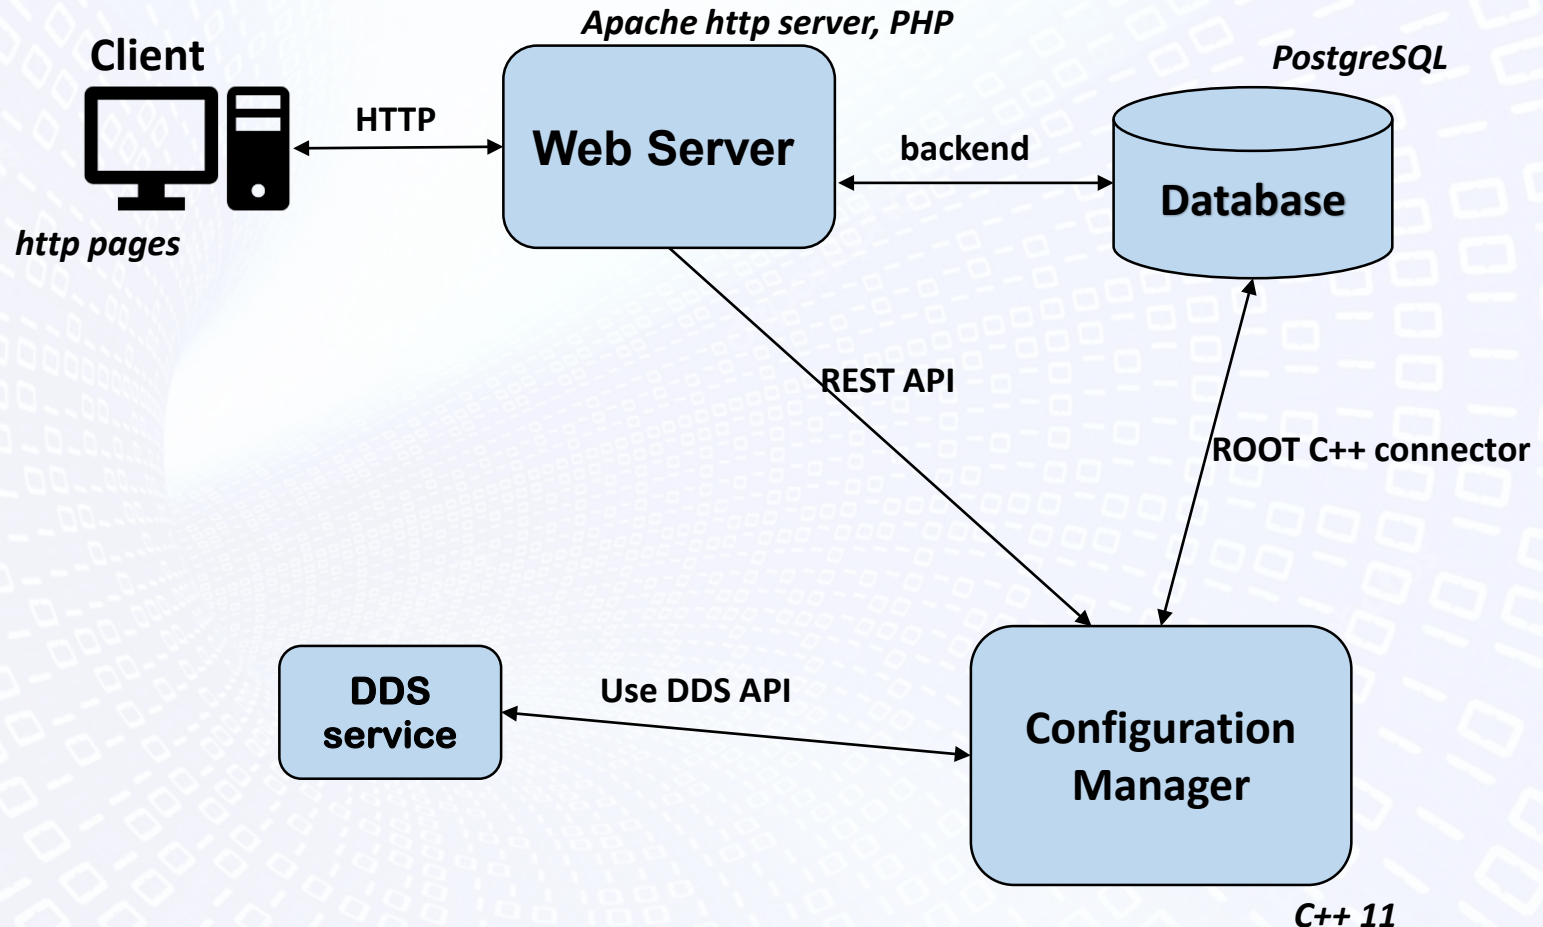 Apache http server, PHP
Client
PostgreSQL
HTTP
Web Server
backend
Database
http pages
REST API
ROOT C++ connector
DDS
service
Use DDS API
Configuration
Manager
C++ 11